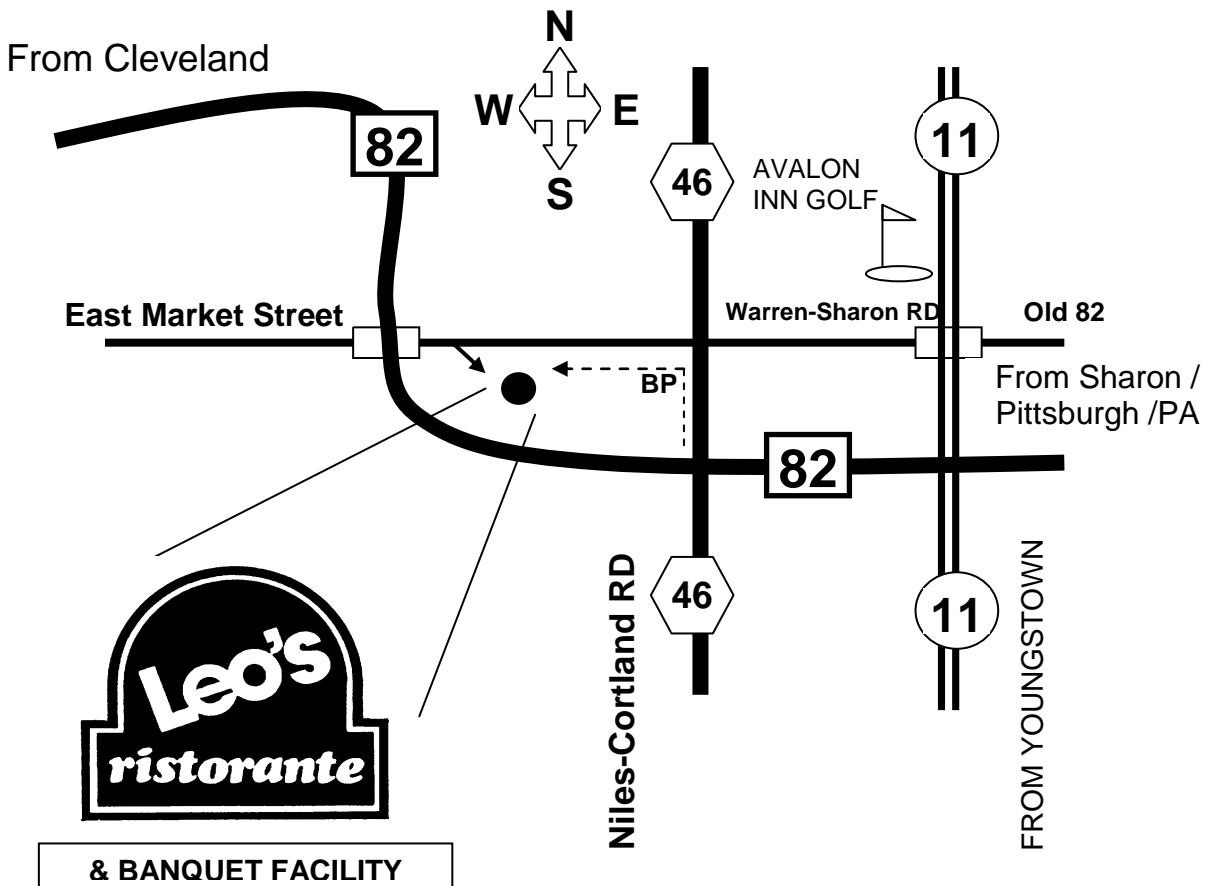 From Cleveland
N
W E
S
82
46
11
AVALON
INN GOLF
East Market Street
Warren-Sharon RD
Old 82
BP
From Sharon /
Pittsburgh /PA
82
Niles-Cortland RD
46
11
FROM YOUNGSTOWN
Leo's
ristorante
& BANQUET FACILITY